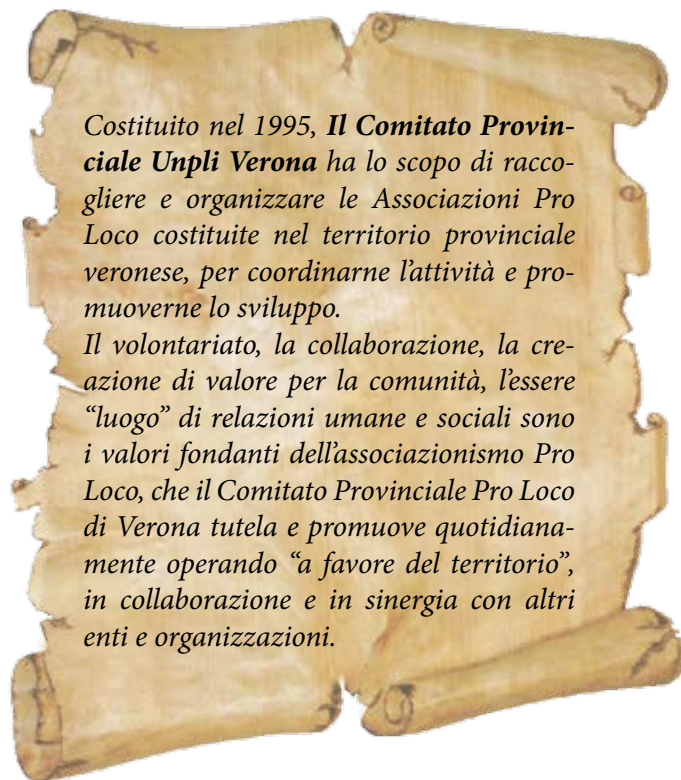 Costituito nel 1995, Il Comitato Provin-
ciale Unpli Verona ha lo scopo di racco-
gliere e organizzare le Associazioni Pro
Loco costituite nel territorio provinciale
veronese, per coordinarne l'attività e pro-
muoverne lo sviluppo.
Il volontariato, la collaborazione, la cre-
azione di valore per la comunità, l'essere
“luogo” di relazioni umane e sociali sono
i valori fondanti dell'associazionismo Pro
Loco, che il Comitato Provinciale Pro Loco
di Verona tutela e promuove quotidiana-
mente operando “a favore del territorio”,
in collaborazione e in sinergia con altri
enti e organizzazioni.